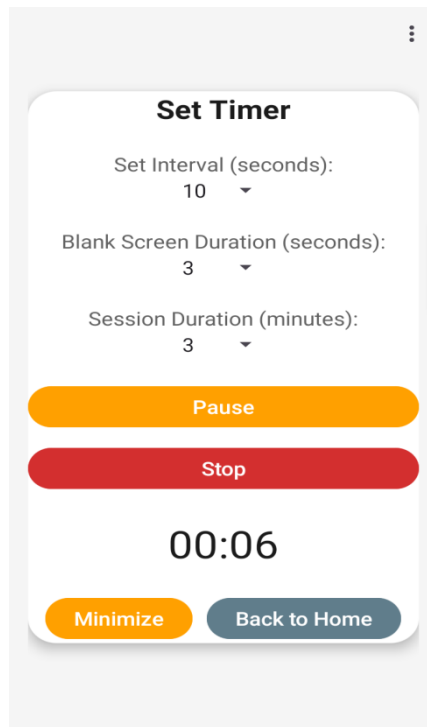 Set Timer
Set Interval (seconds):
10
Blank Screen Duration (seconds):
3
Session Duration (minutes):
3
Pause
Stop
00:06
Minimize Back to Home